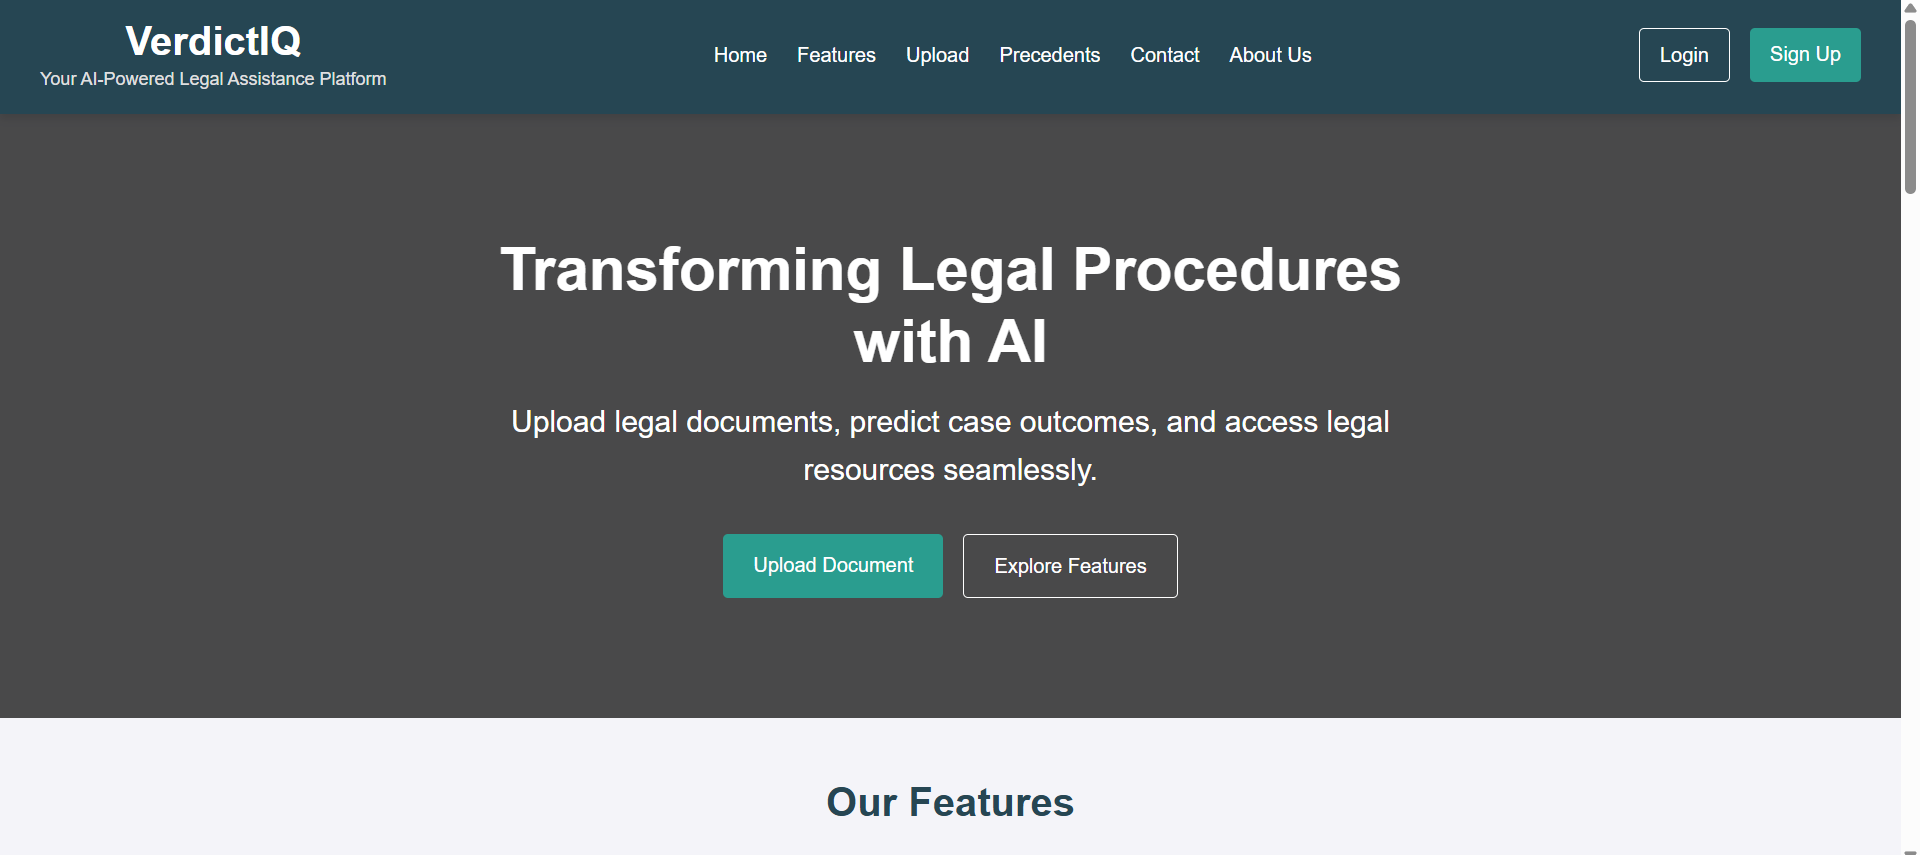 VerdictIQ
Your AI-Powered Legal Assistance Platform
Home Features Upload Precedents Contact About Us
Login Sign Up
Transforming Legal Procedures
with AI
Upload legal documents, predict case outcomes, and access legal
resources seamlessly.
Upload Document Explore Features
Our Features